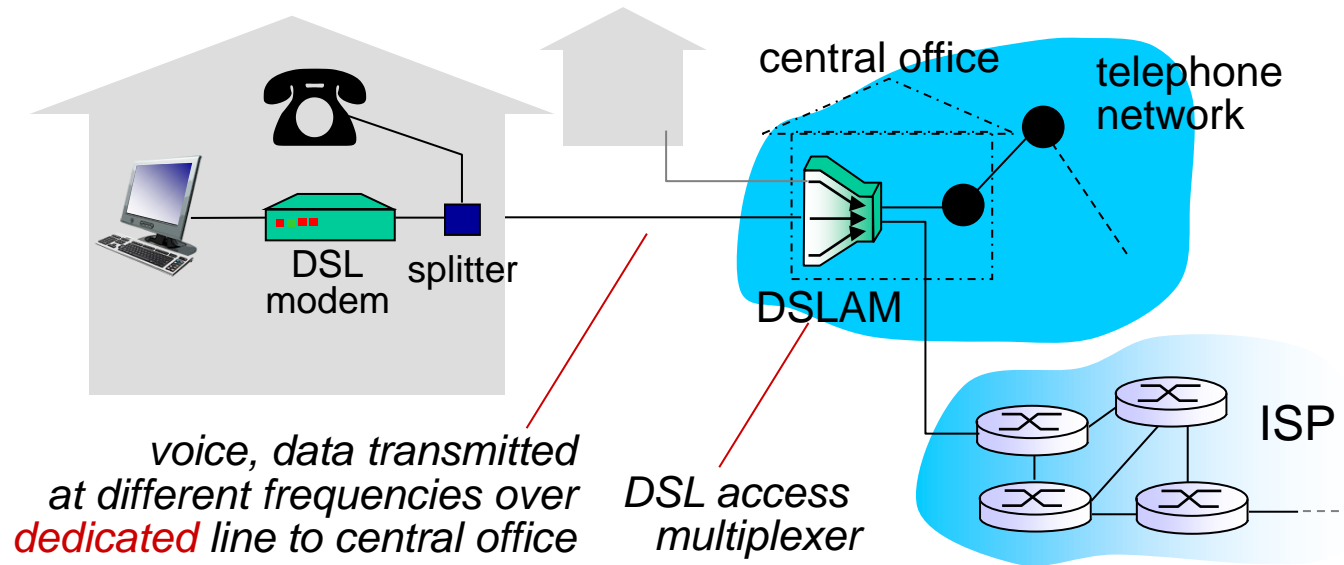 central office
telephone
network
DSL
modem
splitter
DSLAM
ISP
voice, data transmitted
at different frequencies over
dedicated line to central office
DSL access
multiplexer